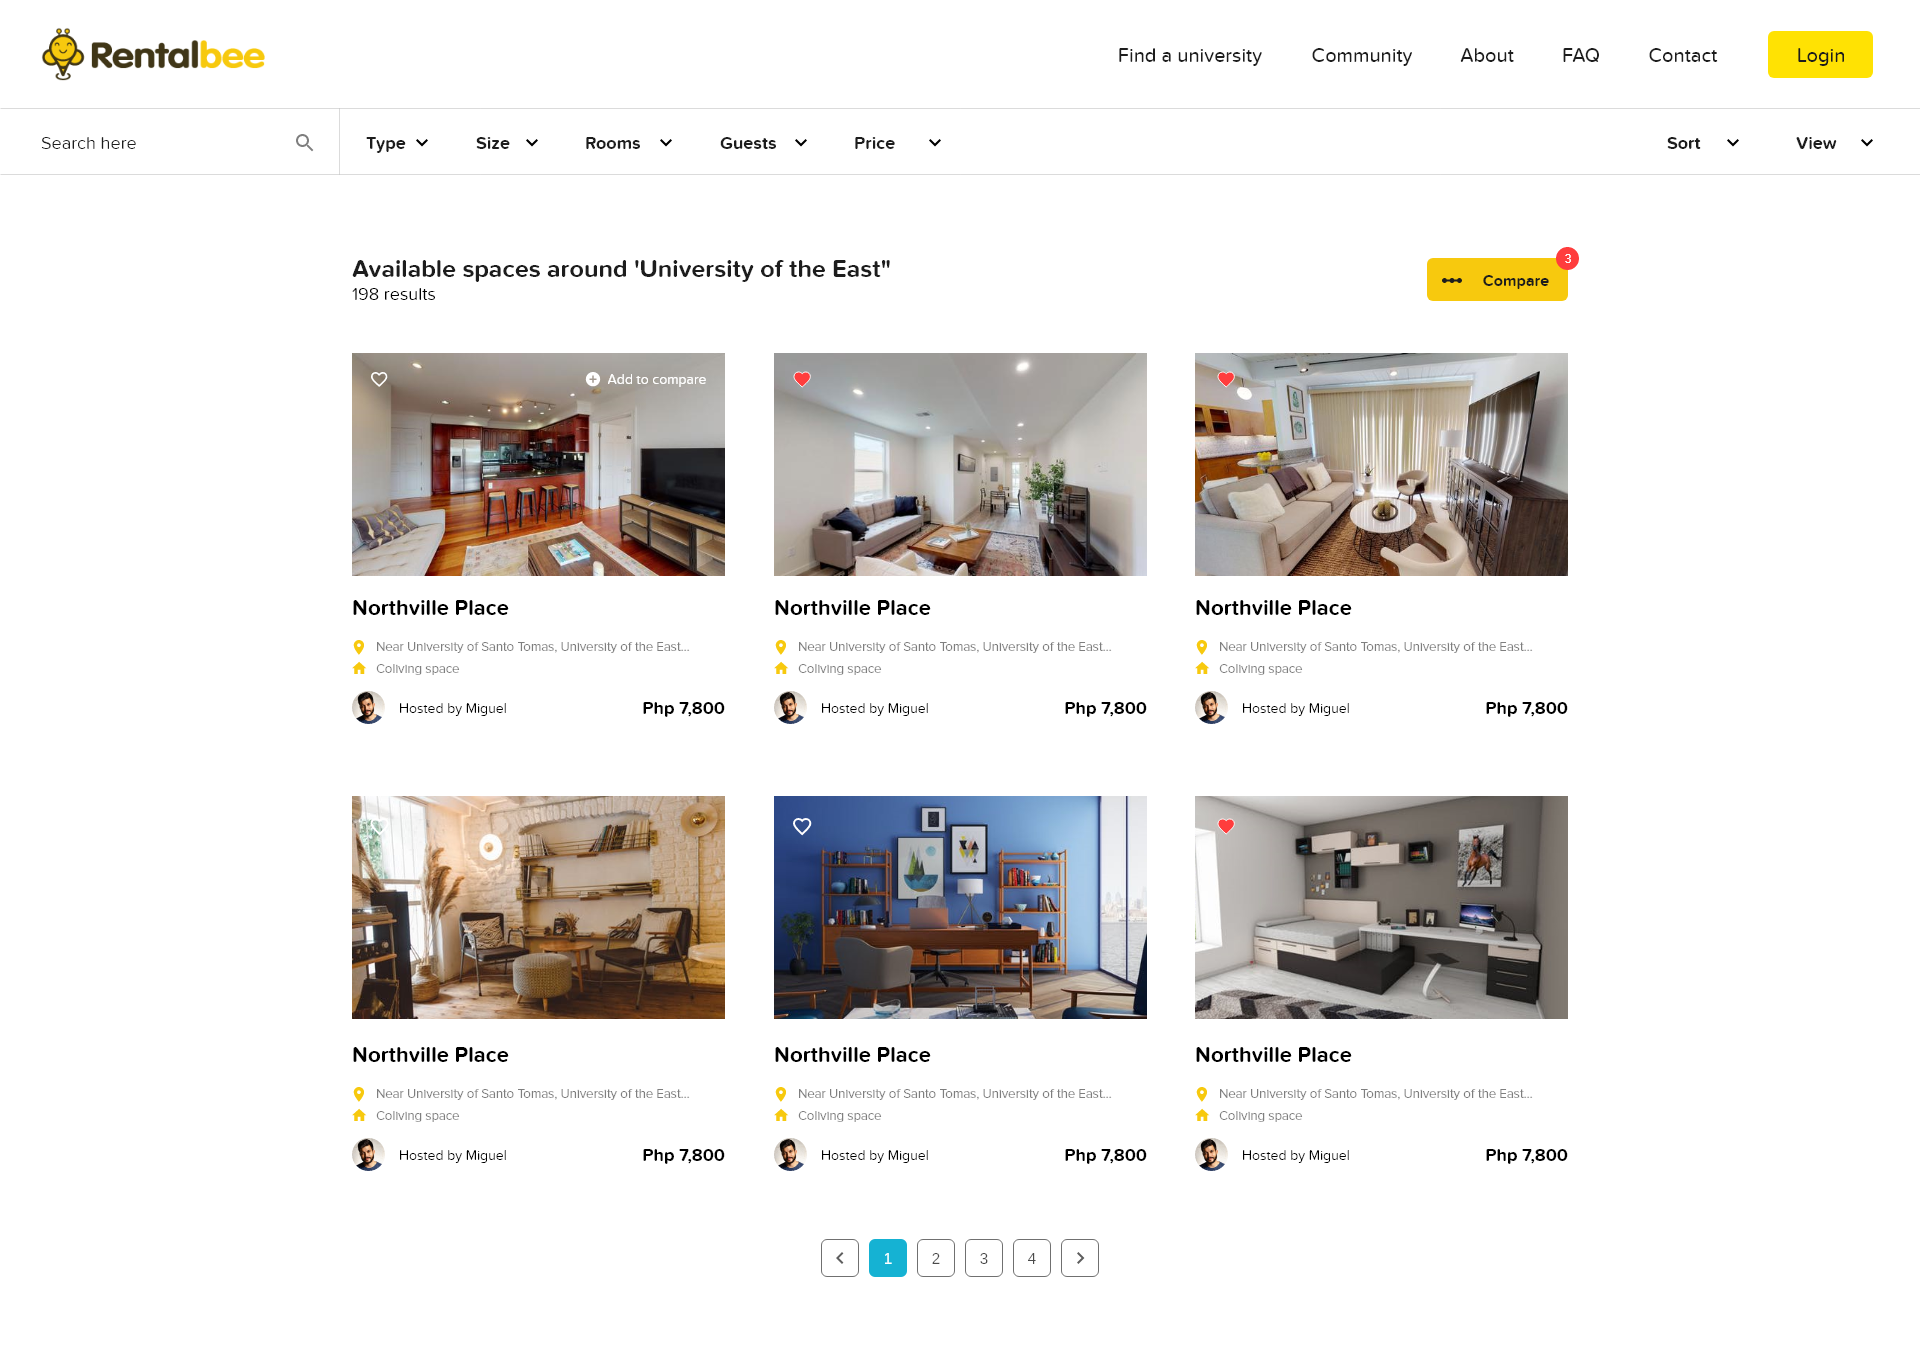 Rentalbee
Find a university
Community
About
FAQ
Contact
Login
Search here
Type
Size
Rooms
Guests
Price
Sort
View
Available spaces around 'University of the East"
198 results
3
Compare
Add to compare
Northville Place
Near University of Santo Tomas, University of the East...
Coliving space
Hosted by Miguel
Php 7,800
Northville Place
Near University of Santo Tomas, University of the East...
Coliving space
Hosted by Miguel
Php 7,800
Northville Place
Near University of Santo Tomas, University of the East...
Coliving space
Hosted by Miguel
Php 7,800
Northville Place
Near University of Santo Tomas, University of the East...
Coliving space
Hosted by Miguel
Php 7,800
Northville Place
Near University of Santo Tomas, University of the East...
Coliving space
Hosted by Miguel
Php 7,800
Northville Place
Near University of Santo Tomas, University of the East...
Coliving space
Hosted by Miguel
Php 7,800
1
2
3
4